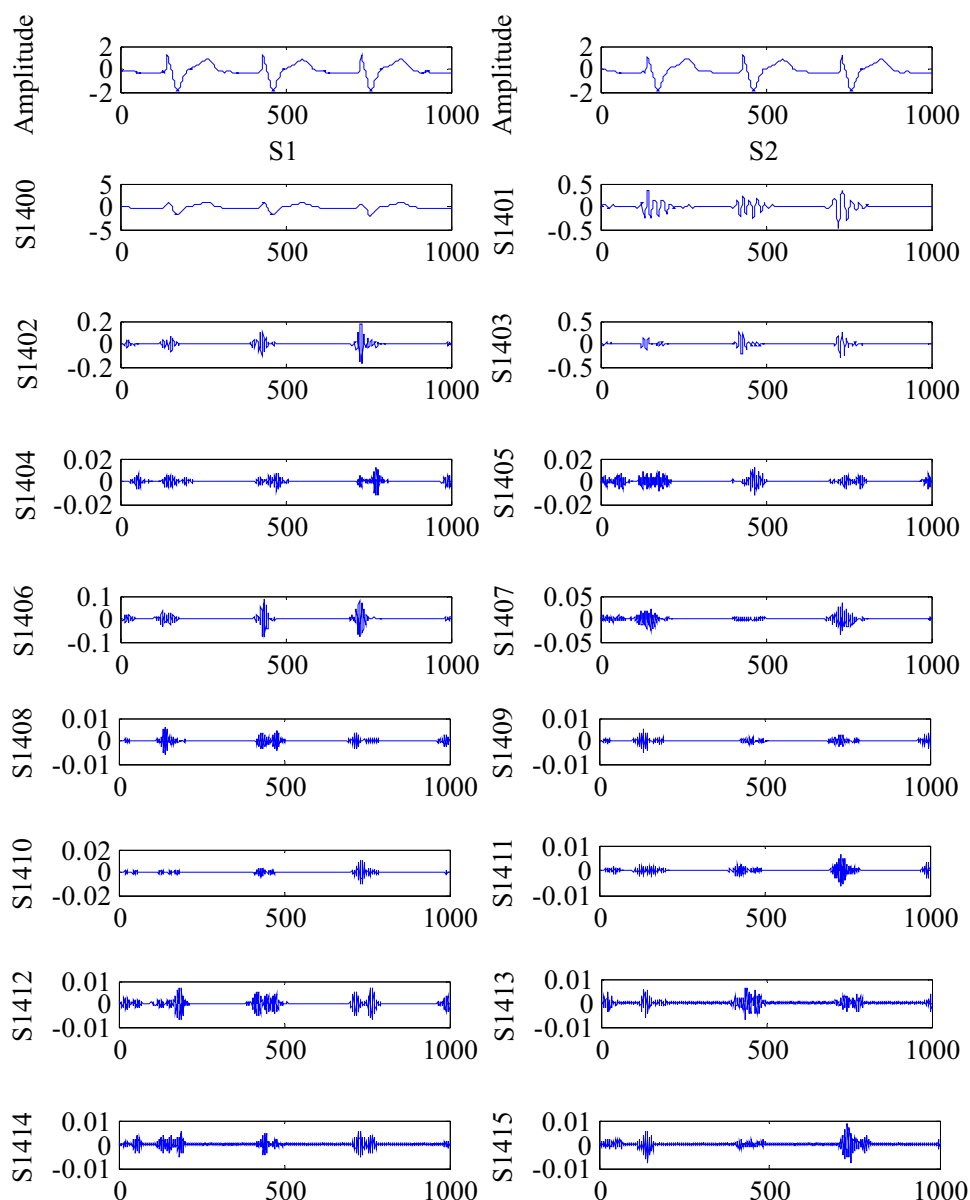 Amplitude
2
0
-2
0 500 1000
S1
Amplitude
2
0
-2
0 500 1000
S2
S1400
5
0
-5
0 500 1000
S1401
0.5
0
-0.5
0 500 1000
S1402
0.2
0
-0.2
0 500 1000
S1403
0.5
0
-0.5
0 500 1000
S1404
0.02
0
-0.02
0 500 1000
S1405
0.02
0
-0.02
0 500 1000
S1406
0.1
0
-0.1
0 500 1000
S1407
0.05
0
-0.05
0 500 1000
S1408
0.01
0
-0.01
0 500 1000
S1409
0.01
0
-0.01
0 500 1000
S1410
0.02
0
-0.02
0 500 1000
S1411
0.01
0
-0.01
0 500 1000
S1412
0.01
0
-0.01
0 500 1000
S1413
0.01
0
-0.01
0 500 1000
S1414
0.01
0
-0.01
0 500 1000
S1415
0.01
0
-0.01
0 500 1000